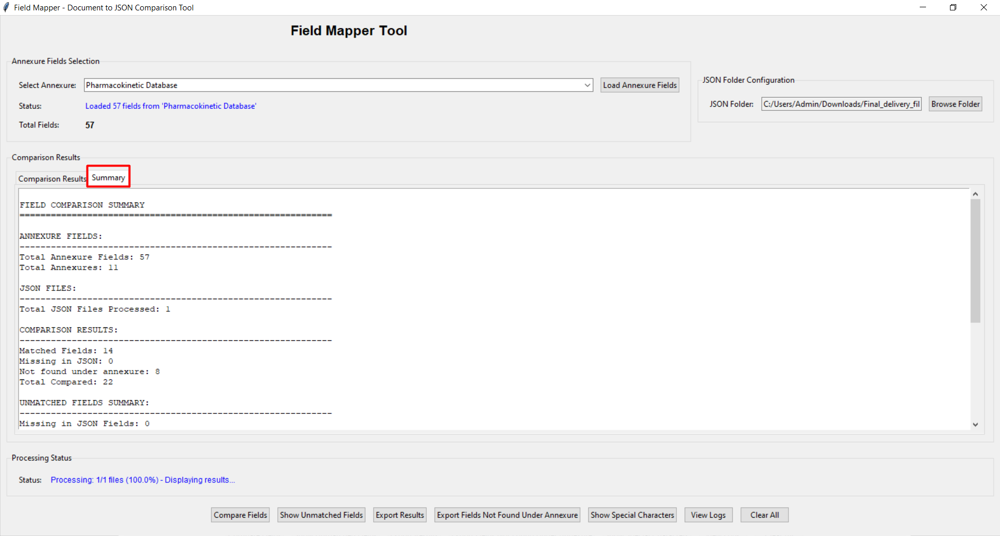 Field Mapper - Document to JSON Comparison Tool
Field Mapper Tool
Annexure Fields Selection
Select Annexure: Pharmacokinetic Database Load Annexure Fields
Status: Loaded 57 fields from 'Pharmacokinetic Database'
Total Fields: 57
JSON Folder Configuration
JSON Folder: C:/Users/Admin/Downloads/Final_delivery_fil Browse Folder
Comparison Results
Comparison Results Summary
FIELD COMPARISON SUMMARY
============================================================
ANNEXURE FIELDS:
------------------------------------------------------------
Total Annexure Fields: 57
Total Annexures: 11
JSON FILES:
------------------------------------------------------------
Total JSON Files Processed: 1
COMPARISON RESULTS:
------------------------------------------------------------
Matched Fields: 14
Missing in JSON: 0
Not found under annexure: 8
Total Compared: 22
UNMATCHED FIELDS SUMMARY:
------------------------------------------------------------
Missing in JSON Fields: 0
Processing Status
Status: Processing: 1/1 files (100.0%) - Displaying results...
Compare Fields Show Unmatched Fields Export Results Export Fields Not Found Under Annexure Show Special Characters View Logs Clear All